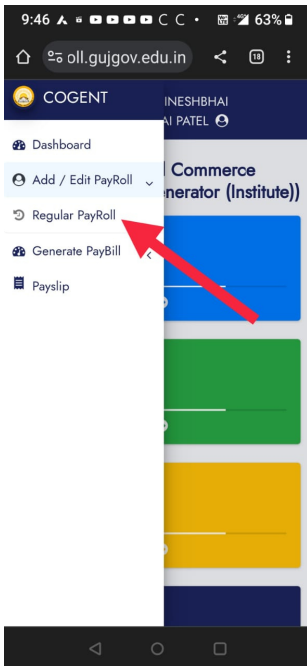 9:46
63%
oll.gujgov.edu.in
18
COGENT
INESHBHAI
AI PATEL
Dashboard
Commerce
Add / Edit PayRoll
nerator (Institute))
Regular PayRoll
Generate PayBill
Payslip